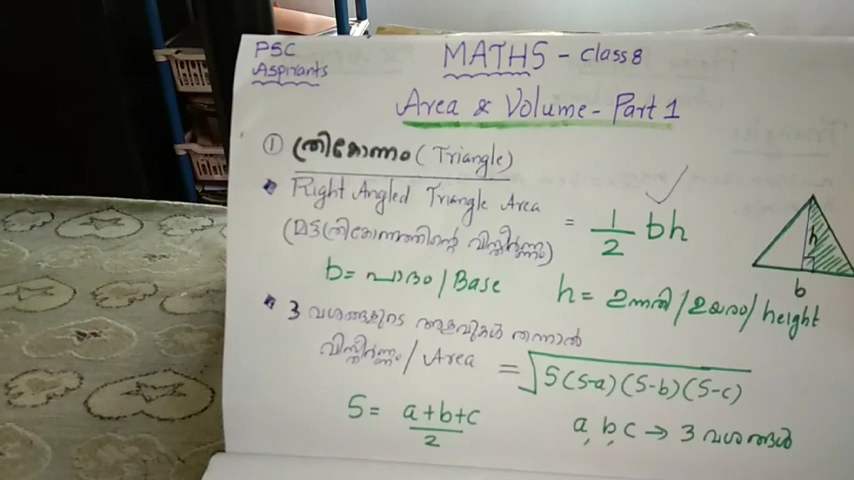 PSC
Aspirants
MATHS - Class 8
Area & Volume - Part 1
① ത്രികോണം (Triangle)
Right Angled Triangle Area = 1/2 bh
(മട്ടത്രികോണത്തിന്റെ വിസ്തീർണ്ണം)
b = പാദം / Base
h = ഉന്നതി / ഉയരം / height
h
b
3 വശങ്ങളുടെ അളവുകൾ തന്നാൽ
വിസ്തീർണ്ണം / Area = √S(S-a)(S-b)(S-c)
S = a+b+c/2
a, b, c → 3 വശങ്ങൾ